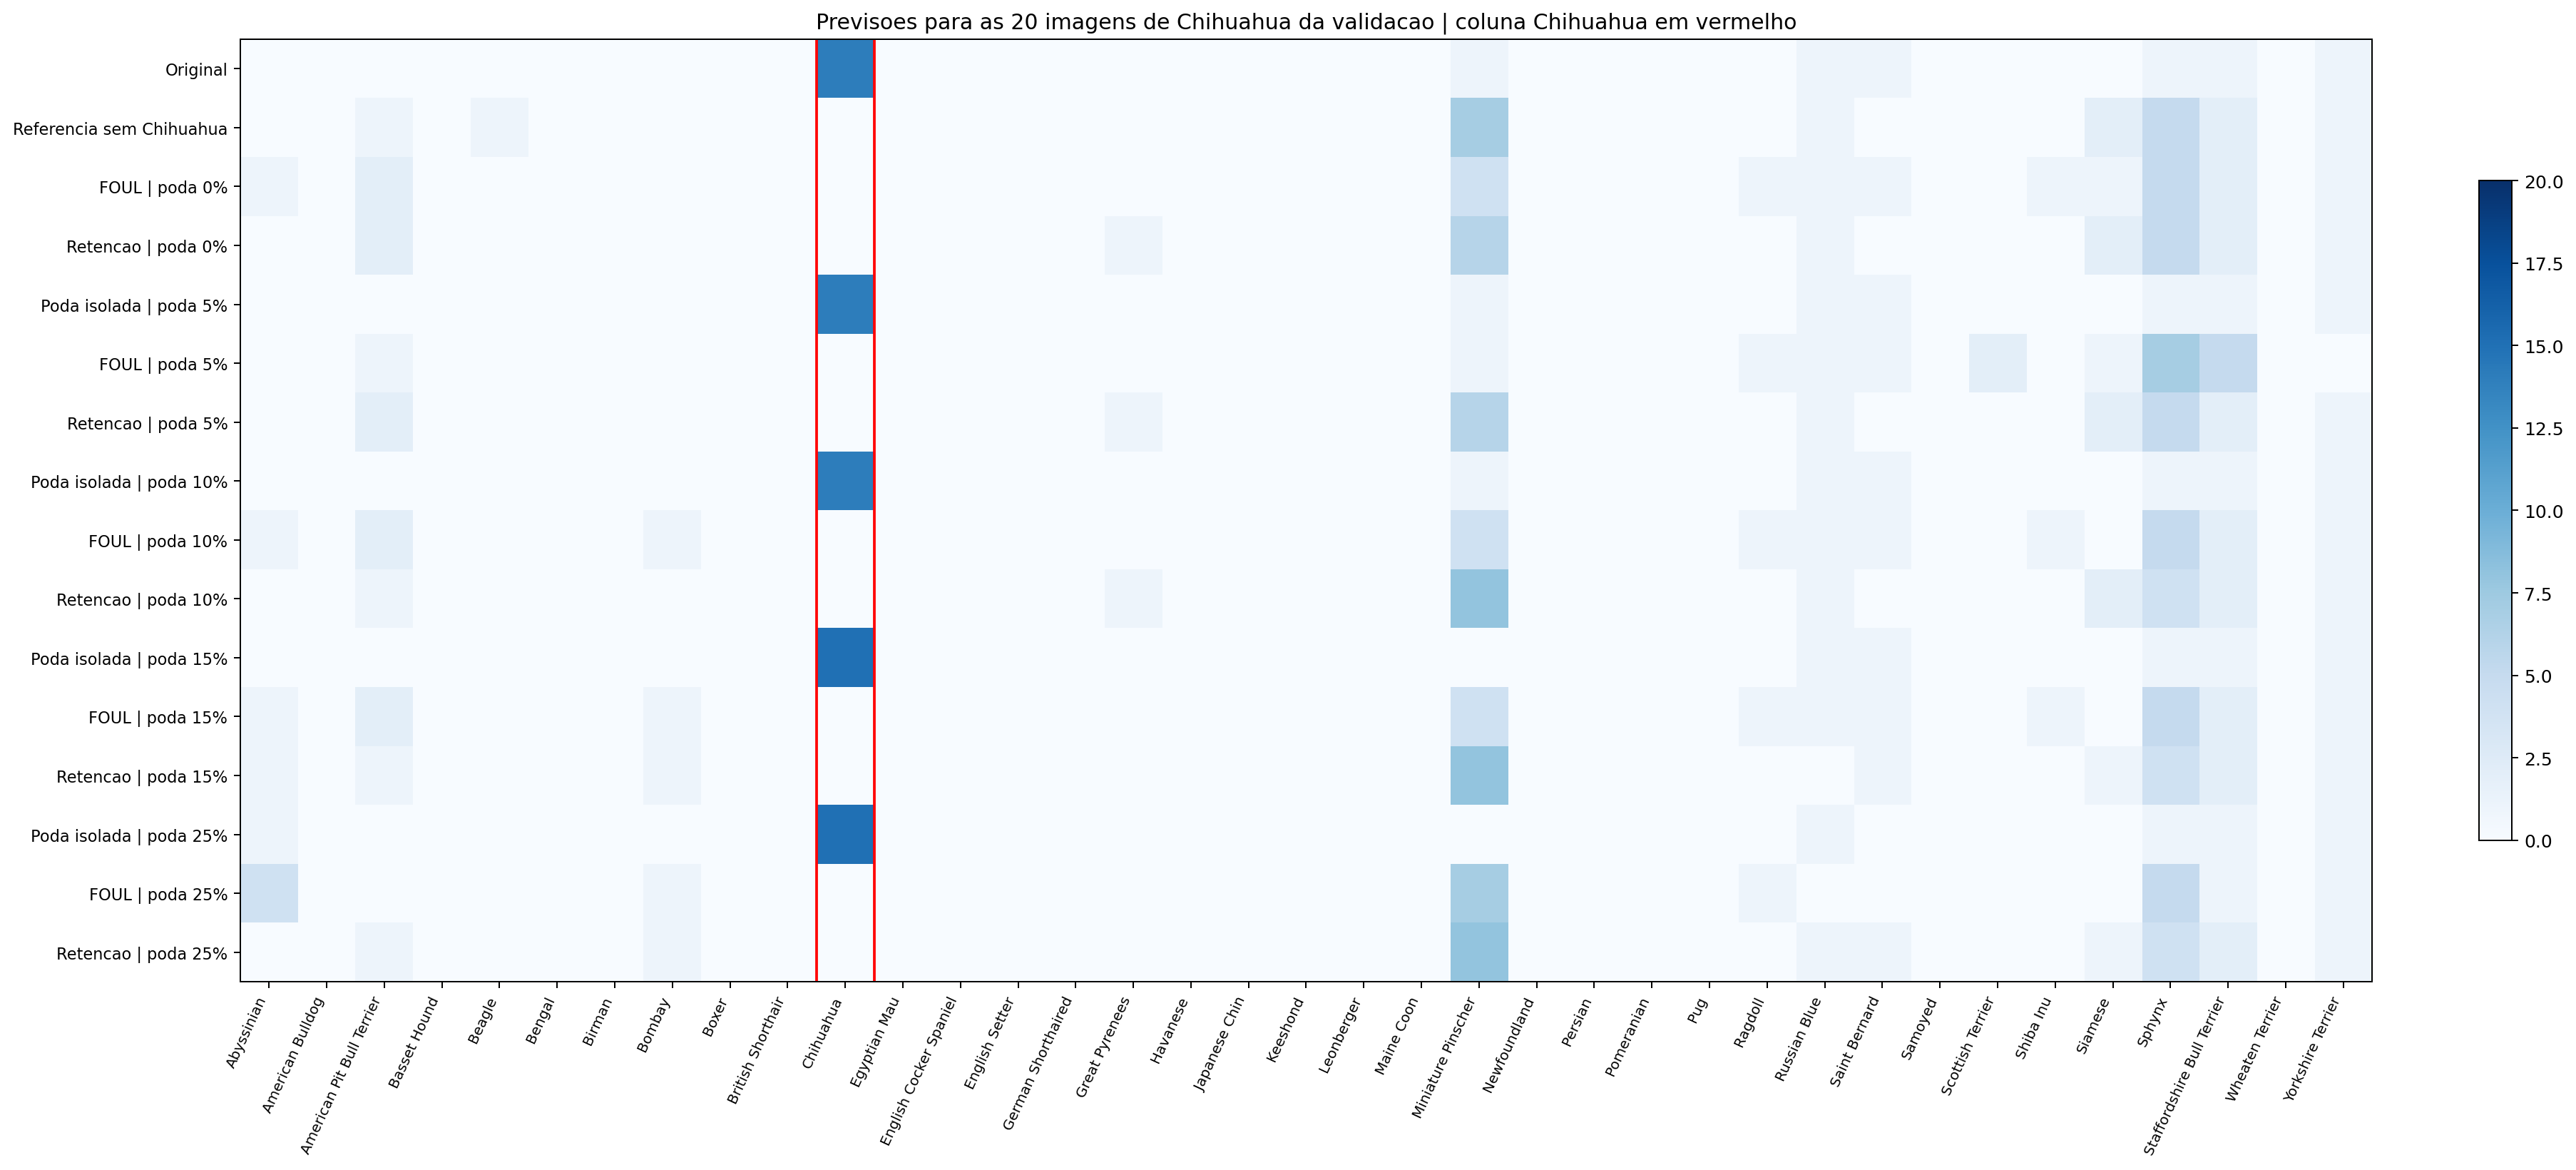 Previsoes para as 20 imagens de Chihuahua da validacao | coluna Chihuahua em vermelho
Original
Referencia sem Chihuahua
FOUL | poda 0%
Retencao | poda 0%
Poda isolada | poda 5%
FOUL | poda 5%
Retencao | poda 5%
Poda isolada | poda 10%
FOUL | poda 10%
Retencao | poda 10%
Poda isolada | poda 15%
FOUL | poda 15%
Retencao | poda 15%
Poda isolada | poda 25%
FOUL | poda 25%
Retencao | poda 25%
Abyssinian
American Bulldog
American Pit Bull Terrier
Basset Hound
Beagle
Bengal
Birman
Bombay
Boxer
British Shorthair
Chihuahua
Egyptian Mau
English Cocker Spaniel
English Setter
German Shorthaired
Great Pyrenees
Havanese
Japanese Chin
Keeshond
Leonberger
Maine Coon
Miniature Pinscher
Newfoundland
Persian
Pomeranian
Pug
Ragdoll
Russian Blue
Saint Bernard
Samoyed
Scottish Terrier
Shiba Inu
Siamese
Sphynx
Staffordshire Bull Terrier
Wheaten Terrier
Yorkshire Terrier
20.0
17.5
15.0
12.5
10.0
7.5
5.0
2.5
0.0